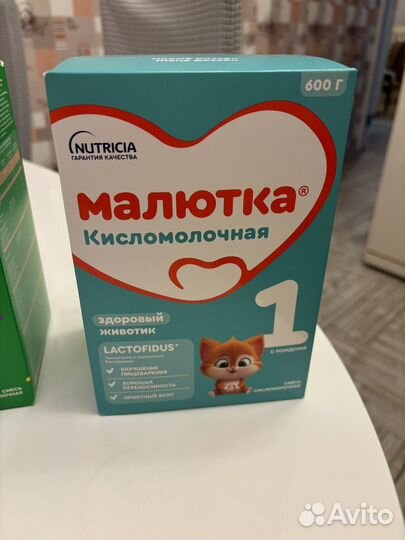 600 Г
NUTRICIA
ГАРАНТИЯ КАЧЕСТВА
МАЛЮТКА®
Кисломолочная
здоровый
животик
1
С РОЖДЕНИЯ
LACTOFIDUS*
УЛУЧШЕНИЕ
ПИЩЕВАРЕНИЯ
ХОРОШАЯ
ПЕРЕНОСИМОСТЬ
ПРИЯТНЫЙ ВКУС
СМЕСЬ
КИСЛОМОЛОЧНАЯ
СМЕСЬ
Avito